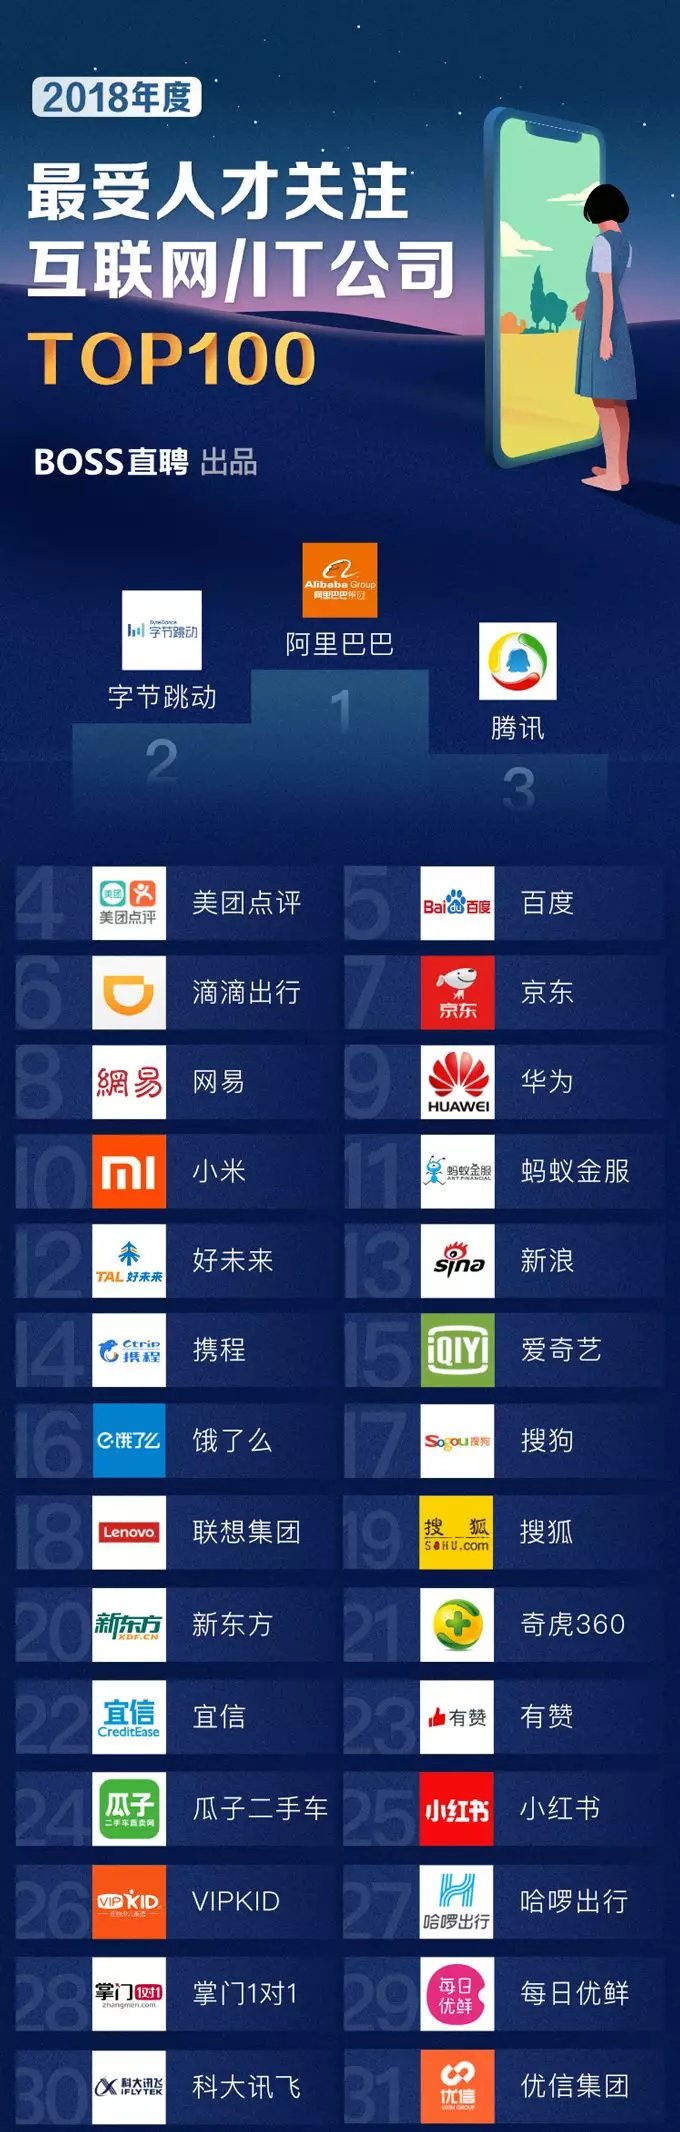 2018年度
最受人才关注
互联网/IT公司
TOP100
BOSS直聘 出品
Alibaba Group
阿里巴巴集团
阿里巴巴
1
ByteDance
字节跳动
字节跳动
2
腾讯
3
4
美团
美团点评
美团点评
5
Bai du 百度
百度
6
滴滴出行
7
京东
京东
8
網易
网易
9
HUAWEI
华为
10
MI
小米
11
蚂蚁金服
ANT FINANCIAL
蚂蚁金服
12
TAL 好未来
好未来
13
sina
新浪
14
Ctrip
携程
携程
15
iQIYI
爱奇艺
16
e饿了么
饿了么
17
Sogou 搜狗
搜狗
18
Lenovo
联想集团
19
搜狐
SOHU.com
搜狐
20
新东方
XDF.CN
新东方
21
奇虎360
22
宜信
CreditEase
宜信
23
有赞
有赞
24
瓜子
二手车直卖网
瓜子二手车
25
小红书
小红书
26
VIPKID
VIPKID
27
哈啰出行
哈啰出行
28
掌门1对1
zhangmen.com
掌门1对1
29
每日
优鲜
每日优鲜
30
科大讯飞
iFLYTEK
科大讯飞
31
优信
UXIN GROUP
优信集团